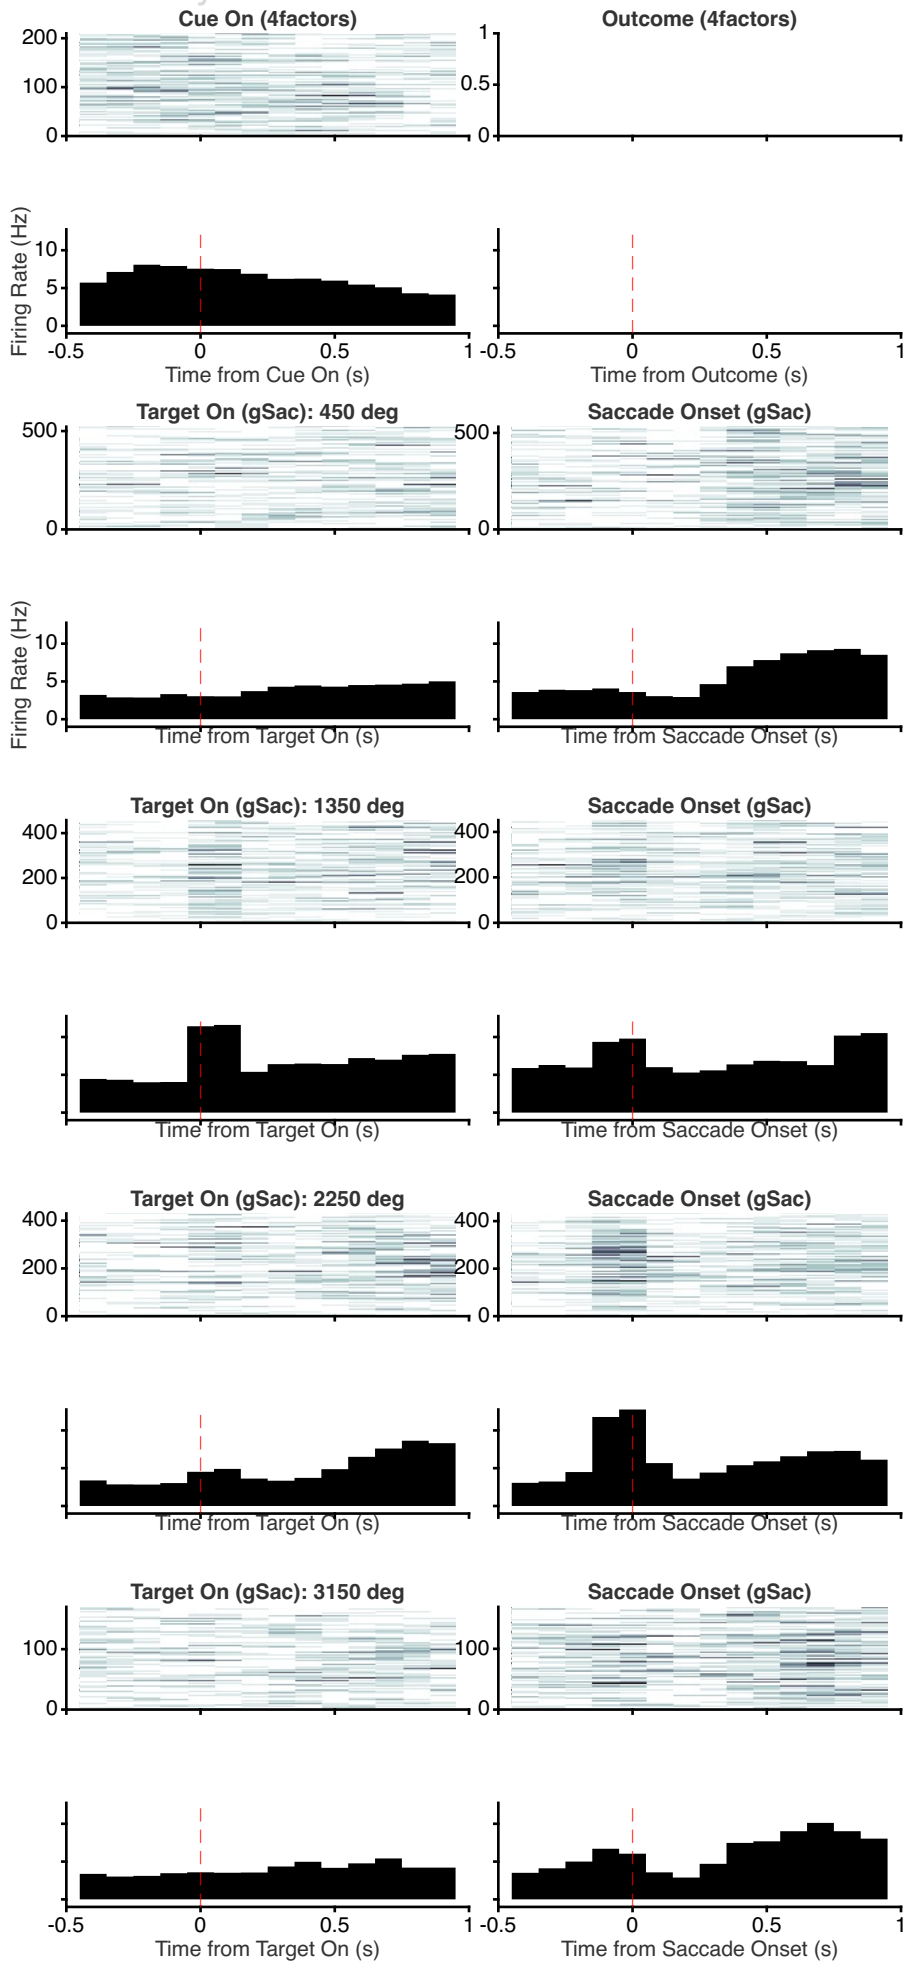 Cue On (4factors)
Outcome (4factors)
200
100
0
1
0.5
0
Firing Rate (Hz)
10
5
0
-0.5 0 0.5 1
-0.5 0 0.5 1
Time from Cue On (s)
Time from Outcome (s)
Target On (gSac): 450 deg
Saccade Onset (gSac)
500
0
500
0
Firing Rate (Hz)
10
5
0
Time from Target On (s)
Time from Saccade Onset (s)
Target On (gSac): 1350 deg
Saccade Onset (gSac)
400
200
0
400
200
0
Time from Target On (s)
Time from Saccade Onset (s)
Target On (gSac): 2250 deg
Saccade Onset (gSac)
400
200
0
400
200
0
Time from Target On (s)
Time from Saccade Onset (s)
Target On (gSac): 3150 deg
Saccade Onset (gSac)
100
0
100
0
-0.5 0 0.5 1
-0.5 0 0.5 1
Time from Target On (s)
Time from Saccade Onset (s)